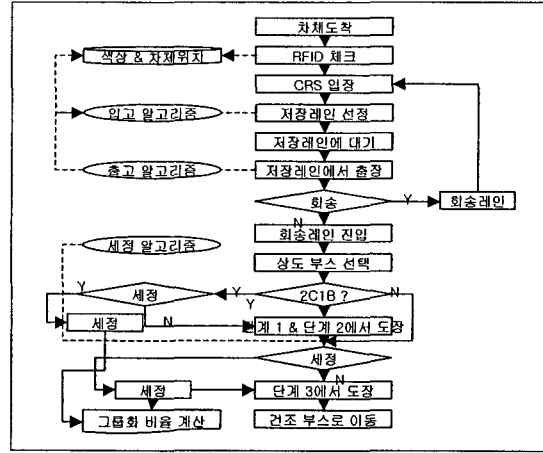 차체도착
색상 & 차체위치
RFID 체크
CRS 입장
입고 알고리즘
저장레인 선정
저장레인에 대기
출고 알고리즘
저장레인에서 출장
회송
Y
회송레인
N
세정 알고리즘
회송레인 진입
상도 부스 선택
Y
세정
Y
2C1B ?
N
Y
세정
N
단계 1 & 단계 2에서 도장
세정
N
세정
단계 3에서 도장
그룹화 비율 계산
건조 부스로 이동